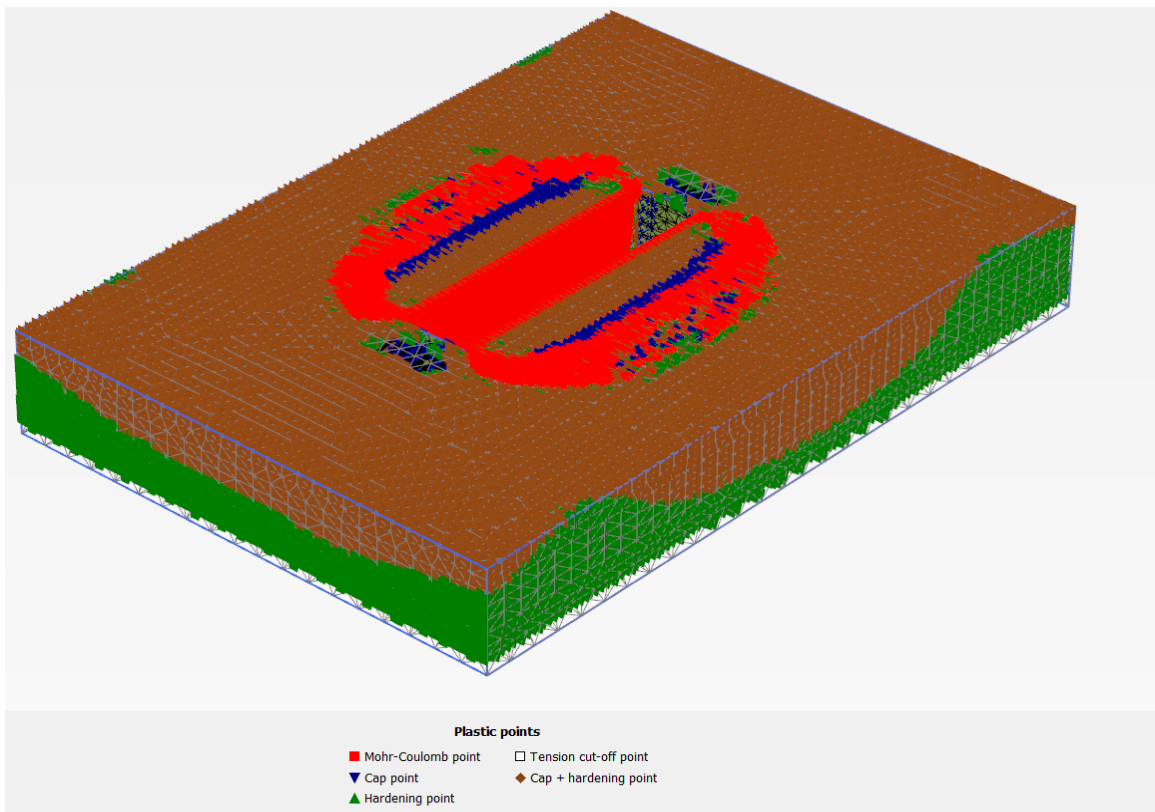 Plastic points
Mohr-Coulomb point
Tension cut-off point
Cap point
Cap + hardening point
Hardening point